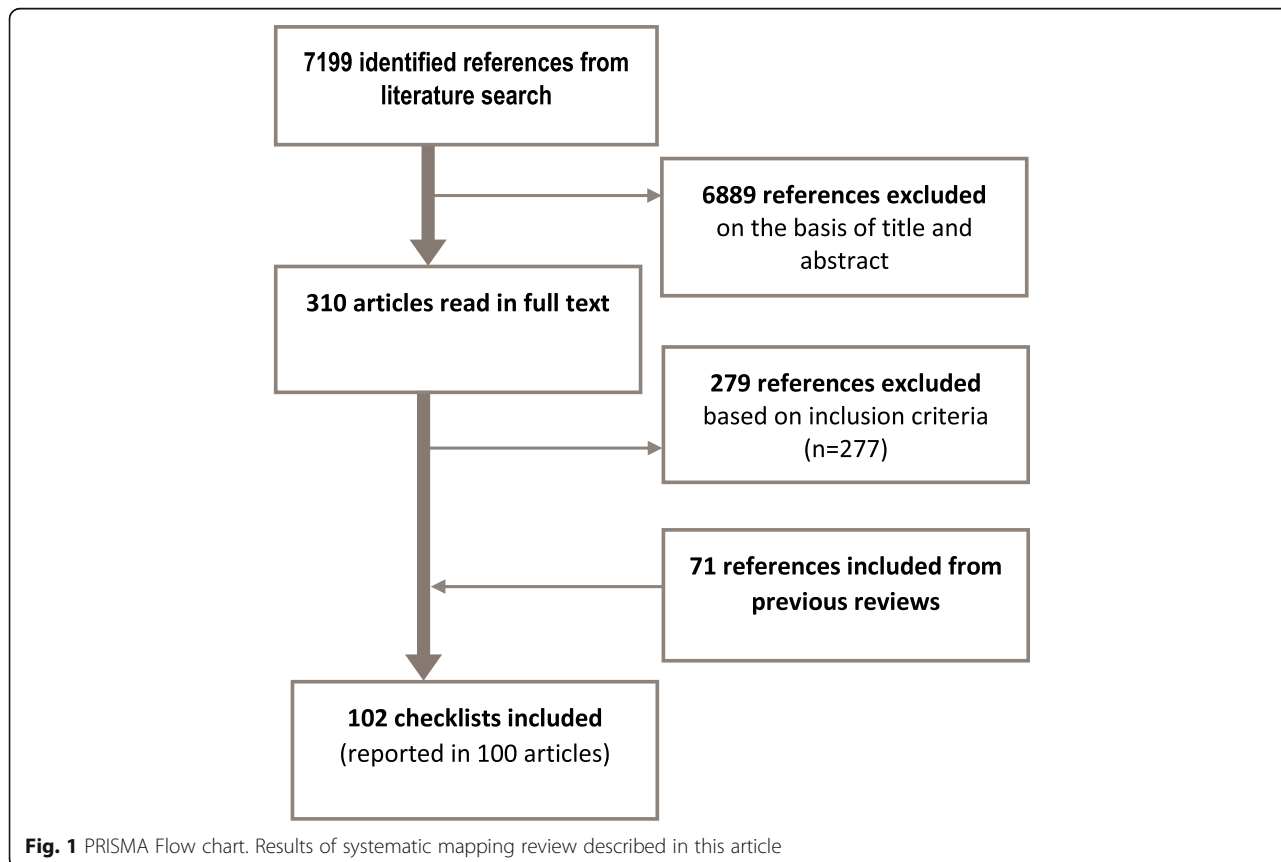 7199 identified references from
literature search
6889 references excluded
on the basis of title and
abstract
310 articles read in full text
279 references excluded
based on inclusion criteria
(n=277)
71 references included from
previous reviews
102 checklists included
(reported in 100 articles)
Fig. 1 PRISMA Flow chart. Results of systematic mapping review described in this article